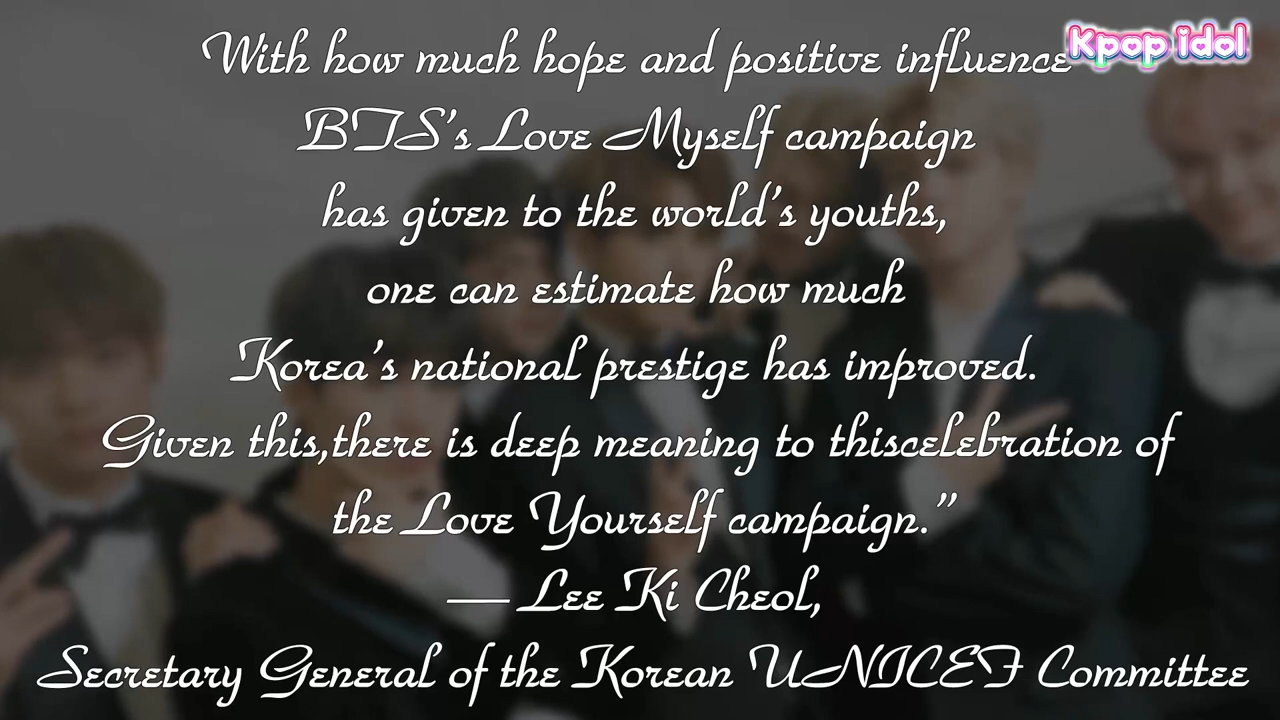 Kpop idol
With how much hope and positive influence
BTS's Love Myself campaign
has given to the world's youths,
one can estimate how much
Korea's national prestige has improved.
Given this,there is deep meaning to thiscelebration of
the Love Yourself campaign.”
— Lee Ki Cheol,
Secretary General of the Korean UNICEF Committee